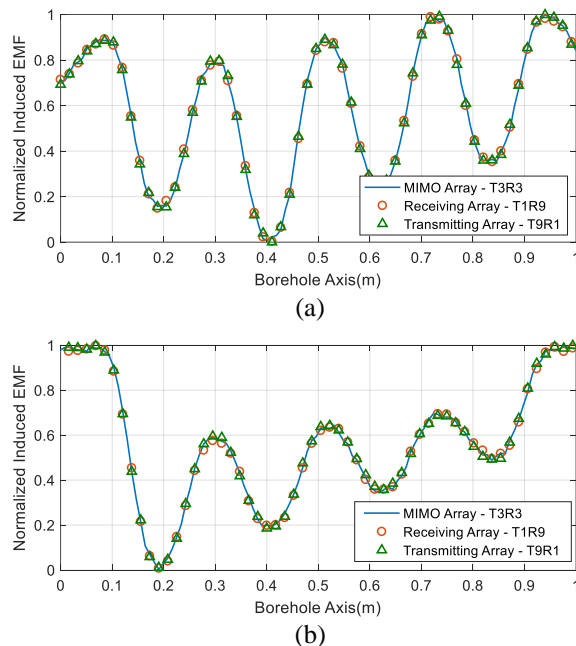 Normalized Induced EMF
1
0.8
0.6
0.4
0.2
0
MIMO Array - T3R3
Receiving Array - T1R9
Transmitting Array - T9R1
0 0.1 0.2 0.3 0.4 0.5 0.6 0.7 0.8 0.9 1
Borehole Axis(m)
(a)
Normalized Induced EMF
1
0.8
0.6
0.4
0.2
0
MIMO Array - T3R3
Receiving Array - T1R9
Transmitting Array - T9R1
0 0.1 0.2 0.3 0.4 0.5 0.6 0.7 0.8 0.9 1
Borehole Axis(m)
(b)